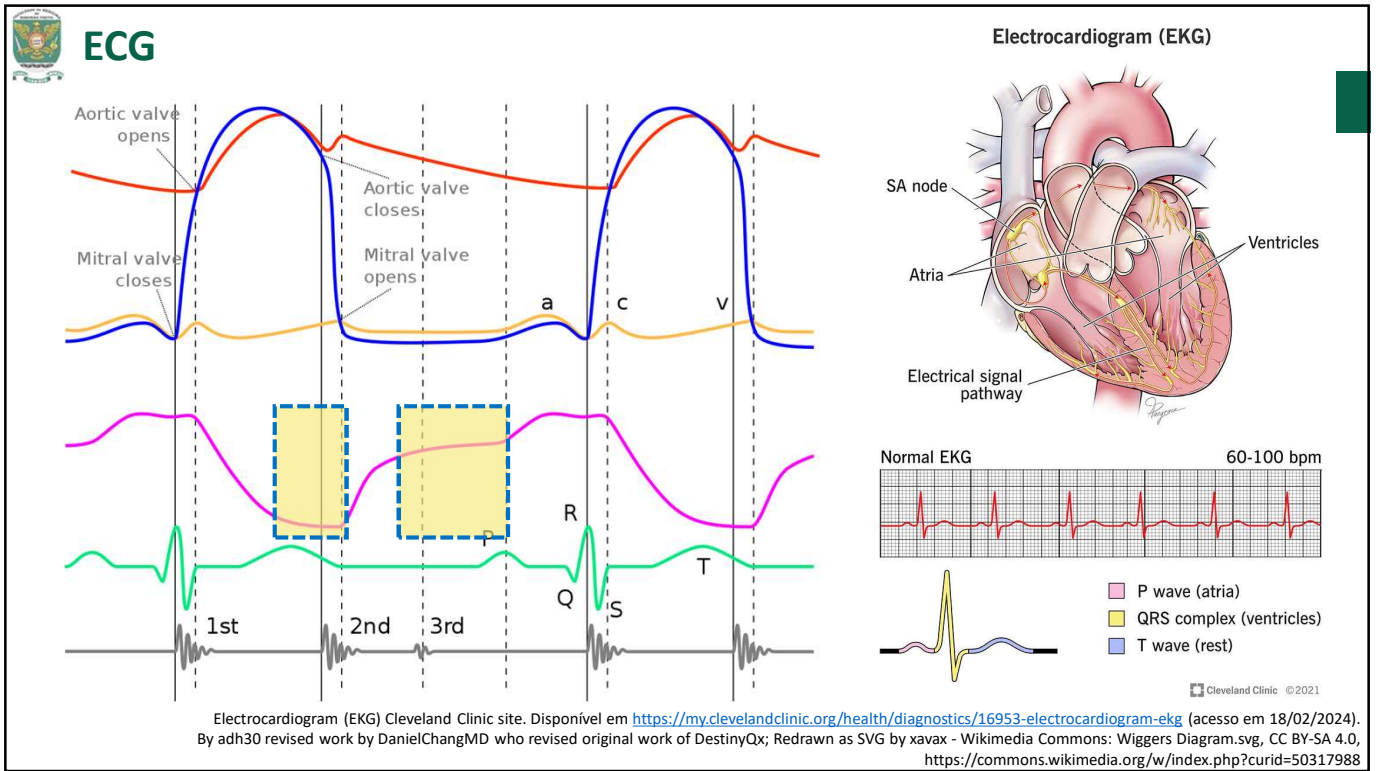 ECG
Aortic valve
opens
Aortic valve
closes
Mitral valve
closes
Mitral valve
opens
a
c
v
P
R
Q
S
T
1st
2nd
3rd
Electrocardiogram (EKG)
SA node
Atria
Ventricles
Electrical signal
pathway
Normal EKG
60-100 bpm
P wave (atria)
QRS complex (ventricles)
T wave (rest)
Cleveland Clinic ©2021
Electrocardiogram (EKG) Cleveland Clinic site. Disponível em https://my.clevelandclinic.org/health/diagnostics/16953-electrocardiogram-ekg (acesso em 18/02/2024).
By adh30 revised work by DanielChangMD who revised original work of DestinyQx; Redrawn as SVG by xavax - Wikimedia Commons: Wiggers Diagram.svg, CC BY-SA 4.0,
https://commons.wikimedia.org/w/index.php?curid=50317988